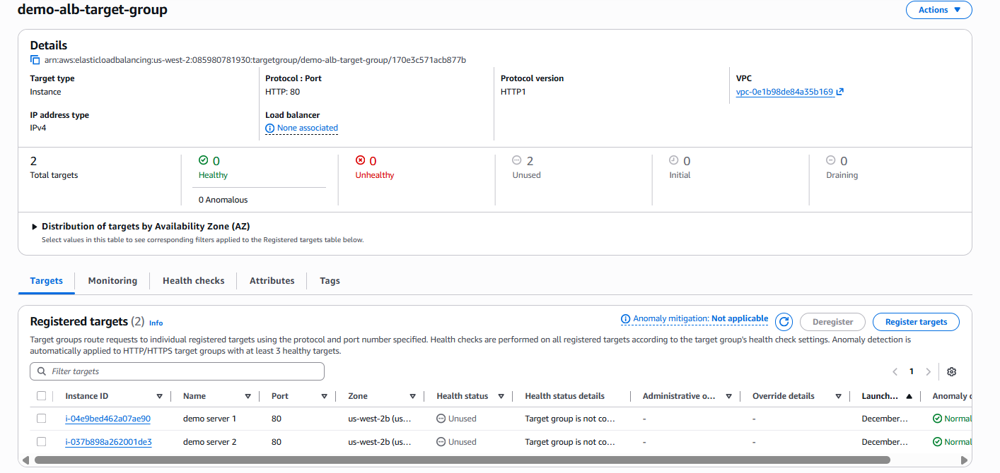 demo-alb-target-group
Actions
Details
arn:aws:elasticloadbalancing:us-west-2:085980781930:targetgroup/demo-alb-target-group/170e3c571acb877b
Target type Protocol : Port Protocol version VPC
Instance HTTP: 80 HTTP1 vpc-0e1b98de84a35b169
IP address type Load balancer
IPv4 None associated
2 0 0 2 0 0
Total targets Healthy Unhealthy Unused Initial Draining
0 Anomalous
Distribution of targets by Availability Zone (AZ)
Select values in this table to see corresponding filters applied to the Registered targets table below.
Targets Monitoring Health checks Attributes Tags
Registered targets (2) Info Anomaly mitigation: Not applicable Deregister Register targets
Target groups route requests to individual registered targets using the protocol and port number specified. Health checks are performed on all registered targets according to the target group's health check settings. Anomaly detection is
automatically applied to HTTP/HTTPS target groups with at least 3 healthy targets.
Filter targets 1
Instance ID Name Port Zone Health status Health status details Administrative o... Override details Launch... Anomaly
i-04e9bed462a07ae90 demo server 1 80 us-west-2b (us... Unused Target group is not co... - - December... Normal
i-037b898a262001de3 demo server 2 80 us-west-2b (us... Unused Target group is not co... - - December... Normal